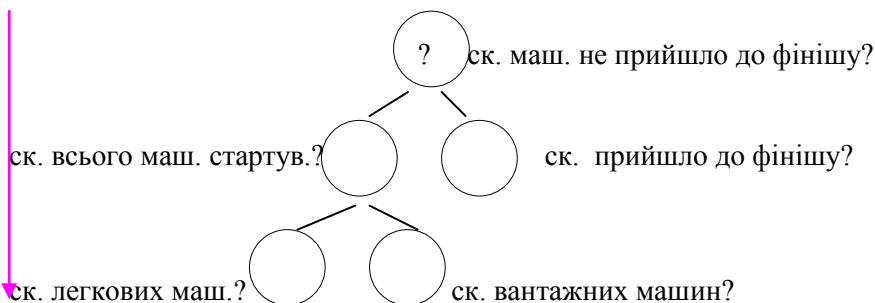 ? ск. маш. не прийшло до фінішу?
ск. всього маш. стартув.? ск. прийшло до фінішу?
ск. легкових маш.? ск. вантажних машин?